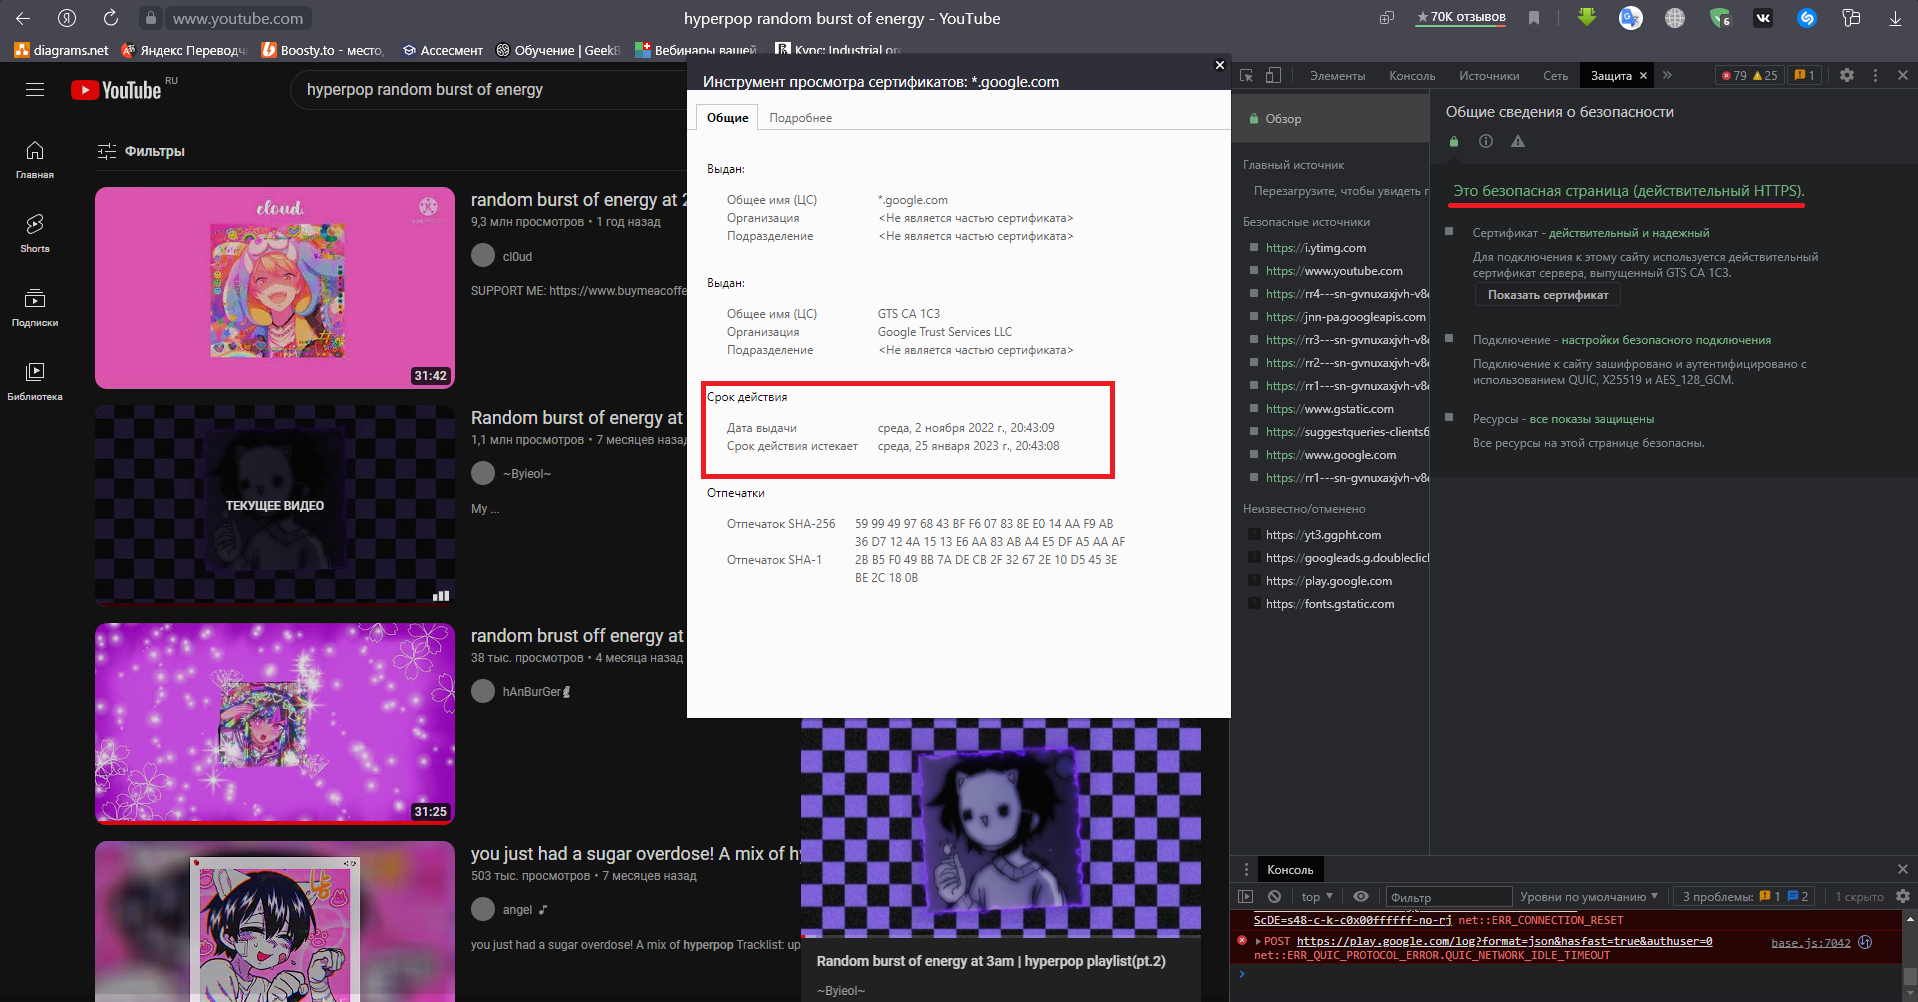 www.youtube.com
hyperpop random burst of energy - YouTube
★ 70K отзывов
diagrams.net
Яндекс Переводч
Boosty.to - место,
Ассесмент
Обучение | GeekB
Вебинары вашей
Курс: Industrial or
YouTube RU
hyperpop random burst of energy
Главная
Shorts
Подписки
Библиотека
Фильтры
cloud.
31:42
random burst of energy at 2
9,3 млн просмотров • 1 год назад
cl0ud
SUPPORT ME: https://www.buymeacoffe
ТЕКУЩЕЕ ВИДЕО
Random burst of energy at
1,1 млн просмотров • 7 месяцев назад
~Byieol~
My ...
31:25
random brust off energy at
38 тыс. просмотров • 4 месяца назад
hAnBurGer
you just had a sugar overdose! A mix of hy
503 тыс. просмотров • 7 месяцев назад
angel
you just had a sugar overdose! A mix of hyperpop Tracklist: up
Random burst of energy at 3am | hyperpop playlist(pt.2)
~Byieol~
Инструмент просмотра сертификатов: *.google.com
Общие
Подробнее
Выдан:
Общее имя (ЦС) *.google.com
Организация <Не является частью сертификата>
Подразделение <Не является частью сертификата>
Выдан:
Общее имя (ЦС) GTS CA 1C3
Организация Google Trust Services LLC
Подразделение <Не является частью сертификата>
Срок действия
Дата выдачи среда, 2 ноября 2022 г., 20:43:09
Срок действия истекает среда, 25 января 2023 г., 20:43:08
Отпечатки
Отпечаток SHA-256 59 99 49 97 68 43 BF F6 07 83 8E E0 14 AA F9 AB
36 D7 12 4A 15 13 E6 AA 83 AB A4 E5 DF A5 AA AF
Отпечаток SHA-1 2B B5 F0 49 BB 7A DE CB 2F 32 67 2E 10 D5 45 3E
BE 2C 18 0B
Элементы Консоль Источники Сеть Защита 79 25 1
Обзор
Главный источник
Перезагрузите, чтобы увидеть г
Безопасные источники
https://i.ytimg.com
https://www.youtube.com
https://rr4---sn-gvnuxaxjvh-v8
https://jnn-pa.googleapis.com
https://rr3---sn-gvnuxaxjvh-v8
https://rr2---sn-gvnuxaxjvh-v8
https://rr1---sn-gvnuxaxjvh-v8
https://www.gstatic.com
https://suggestqueries-clients6
https://www.google.com
https://rr1---sn-gvnuxaxjvh-v8
Неизвестно/отменено
https://yt3.ggpht.com
https://googleads.g.doubleclick
https://play.google.com
https://fonts.gstatic.com
Общие сведения о безопасности
Это безопасная страница (действительный HTTPS).
Сертификат - действительный и надежный
Для подключения к этому сайту используется действительный
сертификат сервера, выпущенный GTS CA 1C3.
Показать сертификат
Подключение - настройки безопасного подключения
Подключение к сайту зашифровано и аутентифицировано с
использованием QUIC, X25519 и AES_128_GCM.
Ресурсы - все показы защищены
Все ресурсы на этой странице безопасны.
Консоль
top Фильтр Уровни по умолчанию 3 проблемы: 1 2 1 скрыто
ScDE=s48-c-k-c0x00ffffff-no-rj net::ERR_CONNECTION_RESET
POST https://play.google.com/log?format=json&hasfast=true&authuser=0 base.js:7042
net::ERR_QUIC_PROTOCOL_ERROR.QUIC_NETWORK_IDLE_TIMEOUT